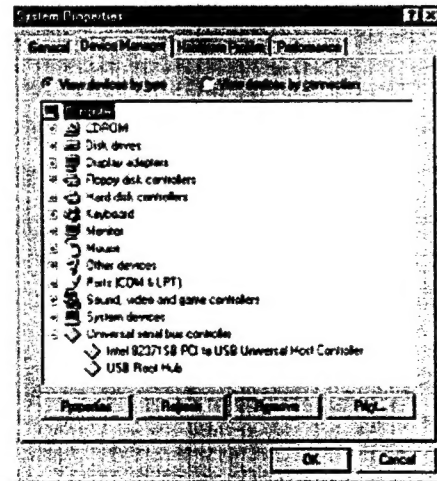 System Properties
General Device Manager Hardware Profiles Performance
View devices by type View devices by connection
Computer
CDROM
Disk drives
Display adapters
Floppy disk controllers
Hard disk controllers
Keyboard
Monitor
Mouse
Other devices
Ports (COM & LPT)
Sound, video and game controllers
System devices
Universal serial bus controller
Intel 82371SB PCI to USB Universal Host Controller
USB Root Hub
Properties Refresh Remove Print...
OK Cancel